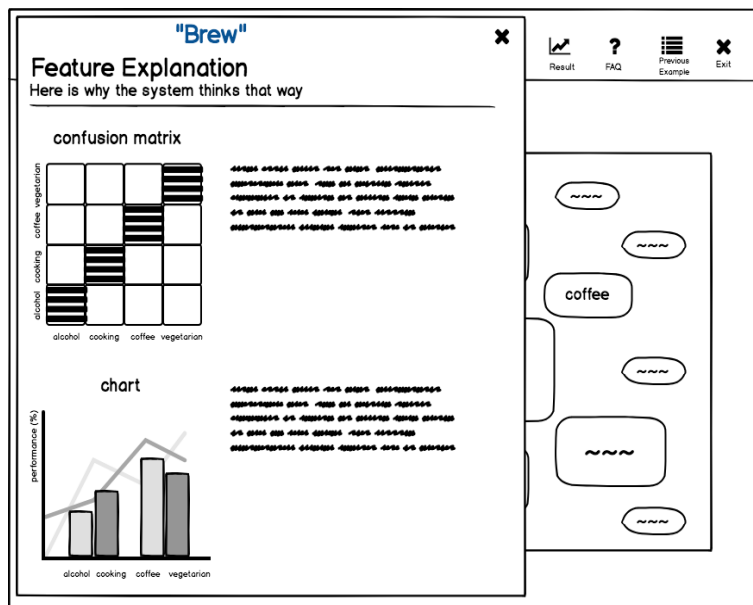 "Brew"
Feature Explanation
Here is why the system thinks that way
Result
FAQ
Previous
Example
Exit
confusion matrix
vegetarian
coffee
cooking
alcohol
alcohol cooking coffee vegetarian
chart
performance (%)
alcohol cooking coffee vegetarian
coffee